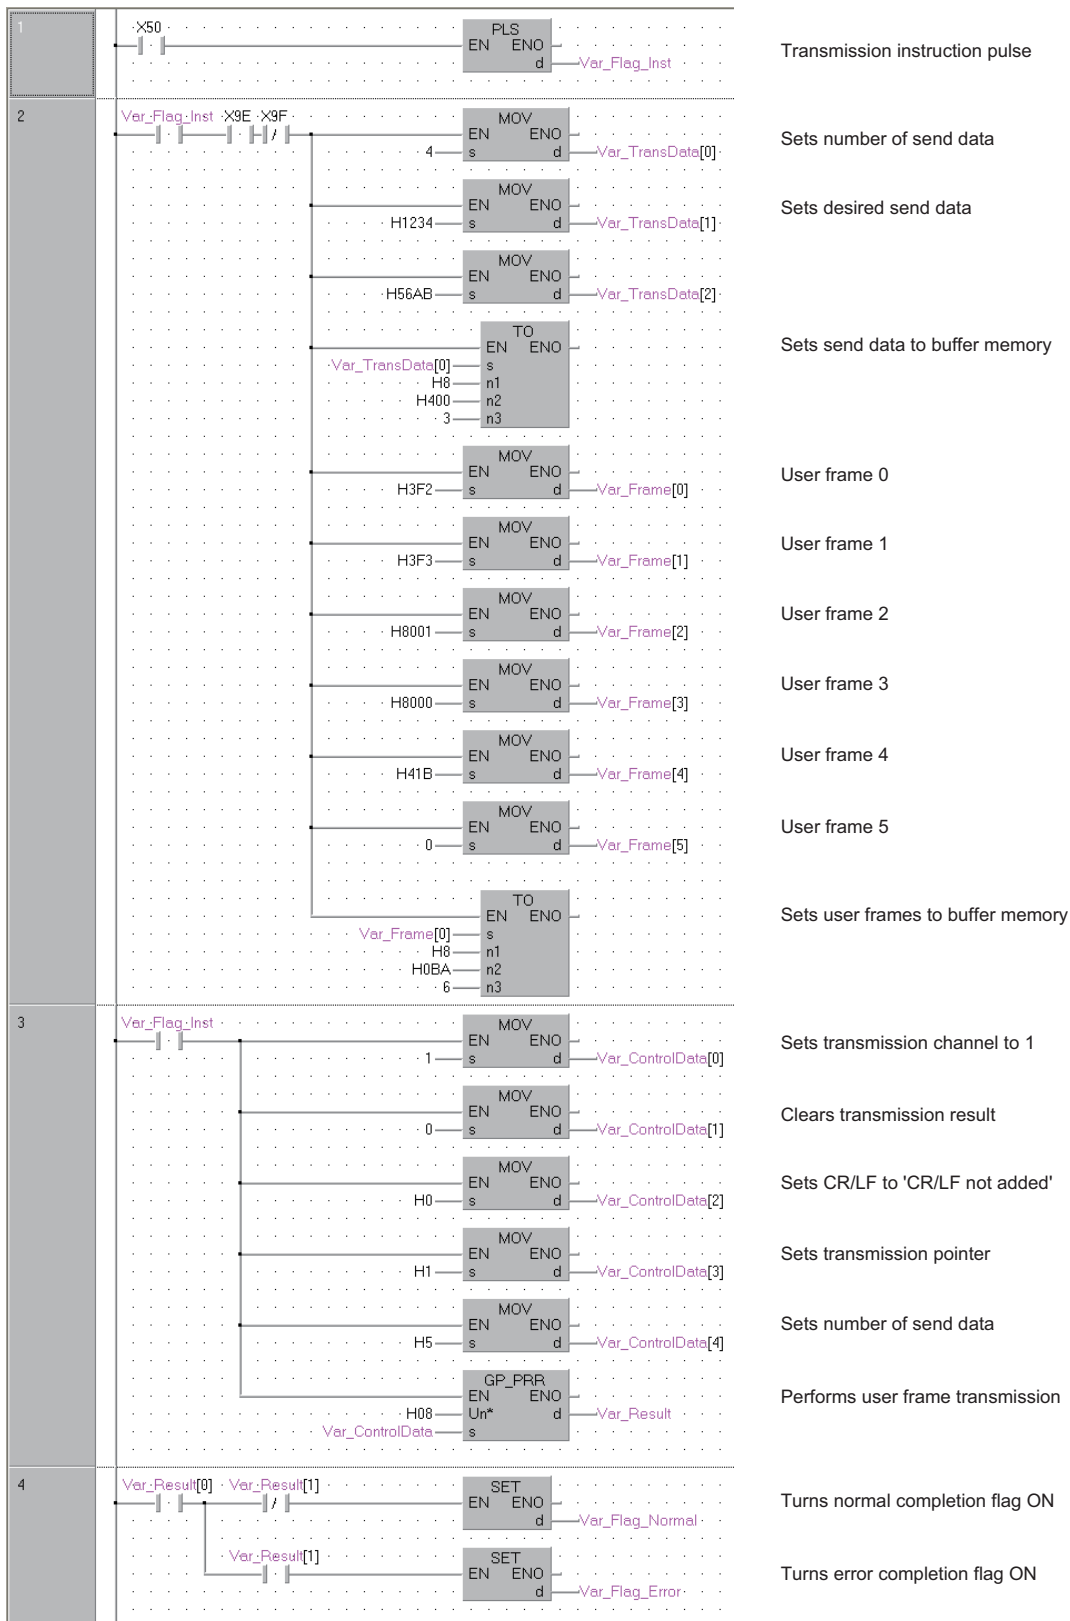 1
X50
PLS
EN ENO
d
Var_Flag_Inst
Transmission instruction pulse
2
Var_Flag_Inst X9E X9F
MOV
EN ENO
4 s d Var_TransData[0]
Sets number of send data
MOV
EN ENO
H1234 s d Var_TransData[1]
Sets desired send data
MOV
EN ENO
H56AB s d Var_TransData[2]
TO
EN ENO
Var_TransData[0] s
H8 n1
H400 n2
3 n3
Sets send data to buffer memory
MOV
EN ENO
H3F2 s d Var_Frame[0]
User frame 0
MOV
EN ENO
H3F3 s d Var_Frame[1]
User frame 1
MOV
EN ENO
H8001 s d Var_Frame[2]
User frame 2
MOV
EN ENO
H8000 s d Var_Frame[3]
User frame 3
MOV
EN ENO
H41B s d Var_Frame[4]
User frame 4
MOV
EN ENO
0 s d Var_Frame[5]
User frame 5
TO
EN ENO
Var_Frame[0] s
H8 n1
H0BA n2
6 n3
Sets user frames to buffer memory
3
Var_Flag_Inst
MOV
EN ENO
1 s d Var_ControlData[0]
Sets transmission channel to 1
MOV
EN ENO
0 s d Var_ControlData[1]
Clears transmission result
MOV
EN ENO
H0 s d Var_ControlData[2]
Sets CR/LF to 'CR/LF not added'
MOV
EN ENO
H1 s d Var_ControlData[3]
Sets transmission pointer
MOV
EN ENO
H5 s d Var_ControlData[4]
Sets number of send data
GP_PRR
EN ENO
H08 Un* d Var_Result
Var_ControlData s
Performs user frame transmission
4
Var_Result[0] Var_Result[1]
SET
EN ENO
d Var_Flag_Normal
Turns normal completion flag ON
Var_Result[1]
SET
EN ENO
d Var_Flag_Error
Turns error completion flag ON